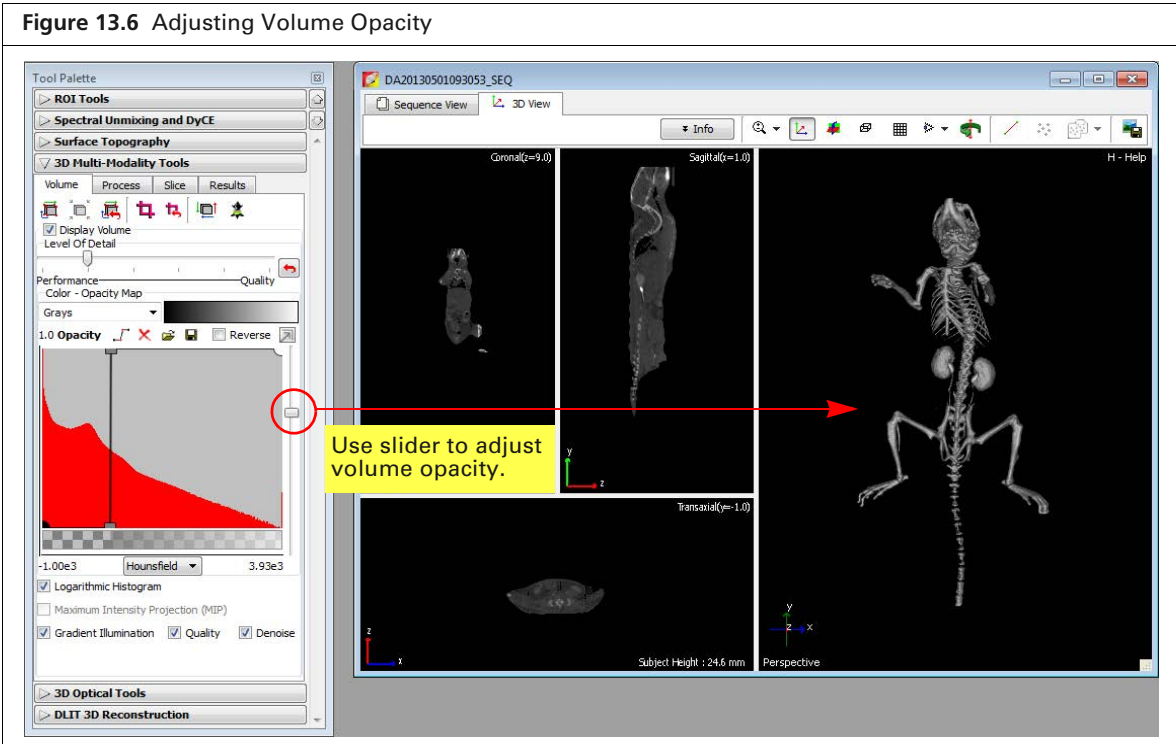 Figure 13.6 Adjusting Volume Opacity
Tool Palette
ROI Tools
Spectral Unmixing and DyCE
Surface Topography
3D Multi-Modality Tools
Volume Process Slice Results
Display Volume
Level Of Detail
Performance Quality
Color - Opacity Map
Grays
1.0 Opacity Reverse
-1.00e3 Hounsfield 3.93e3
Logarithmic Histogram
Maximum Intensity Projection (MIP)
Gradient Illumination Quality Denoise
3D Optical Tools
DLIT 3D Reconstruction
Use slider to adjust
volume opacity.
DA20130501093053_SEQ
Sequence View 3D View
Info
Coronal(z=9.0)
Sagittal(x=1.0)
y
z
Transaxial(y=-1.0)
z
x
Subject Height : 24.6 mm
H - Help
y
z x
Perspective